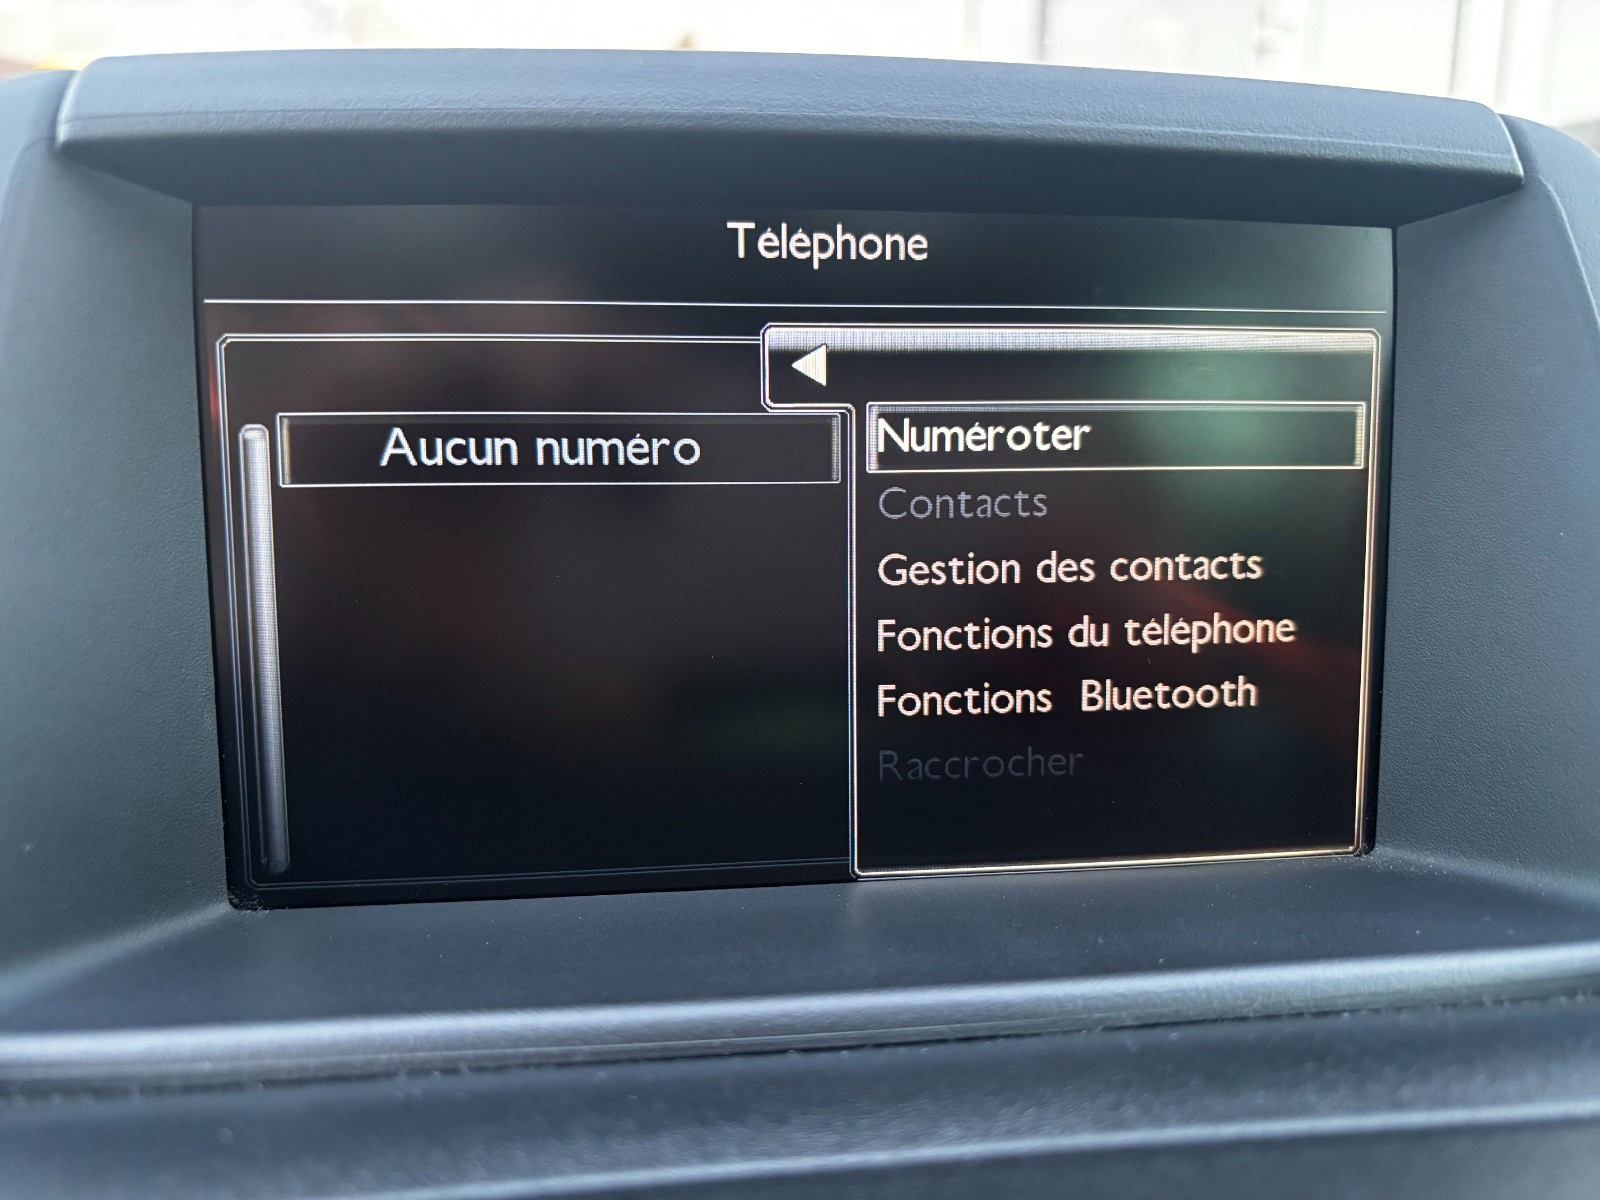 Téléphone
Aucun numéro
Numéroter
Contacts
Gestion des contacts
Fonctions du téléphone
Fonctions Bluetooth
Raccrocher